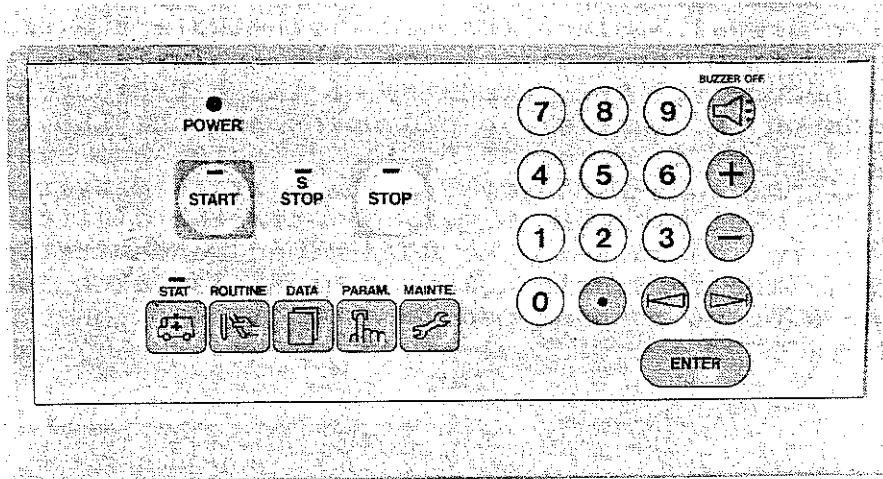 BUZZER OFF
POWER
7 8 9
START
S STOP
STOP
4 5 6 +
1 2 3 −
STAT ROUTINE DATA PARAM. MAINTE.
0 .
ENTER